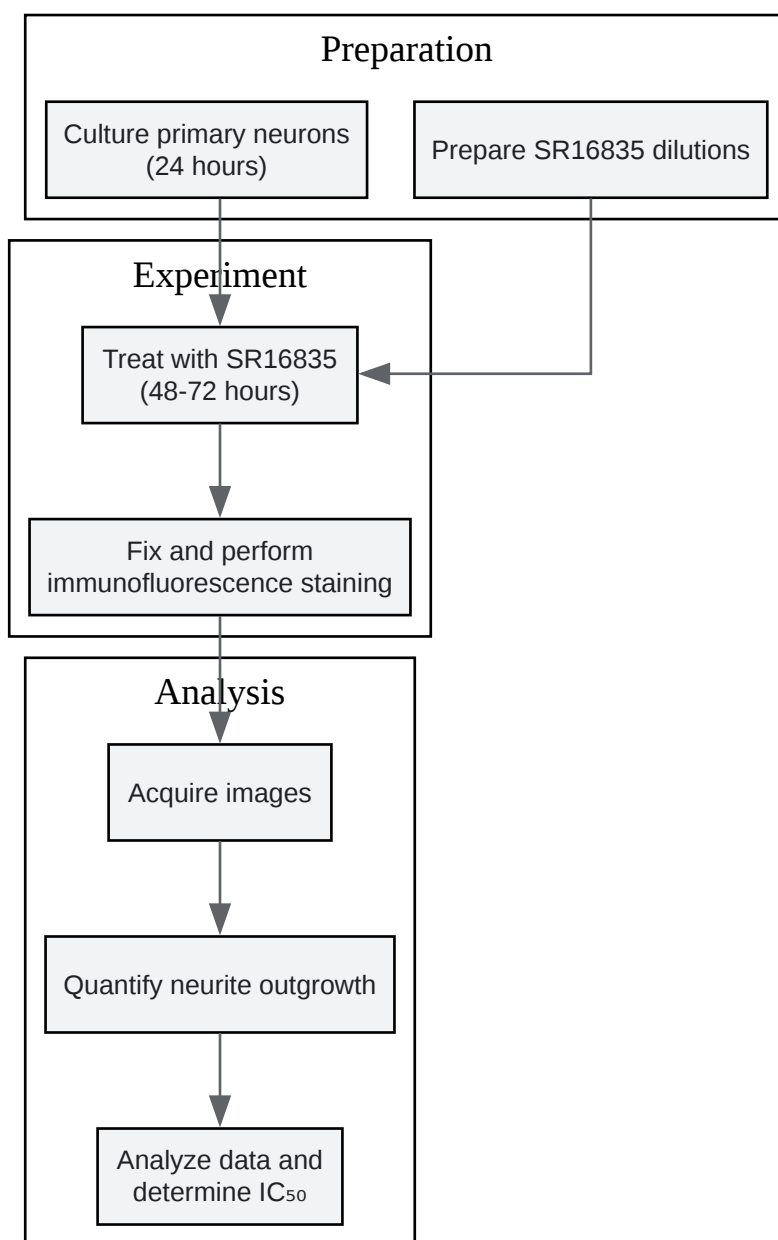 Preparation
Culture primary neurons
(24 hours)
Prepare SR16835 dilutions
Experiment
Treat with SR16835
(48-72 hours)
Fix and perform
immunofluorescence staining
Analysis
Acquire images
Quantify neurite outgrowth
Analyze data and
determine IC₅₀